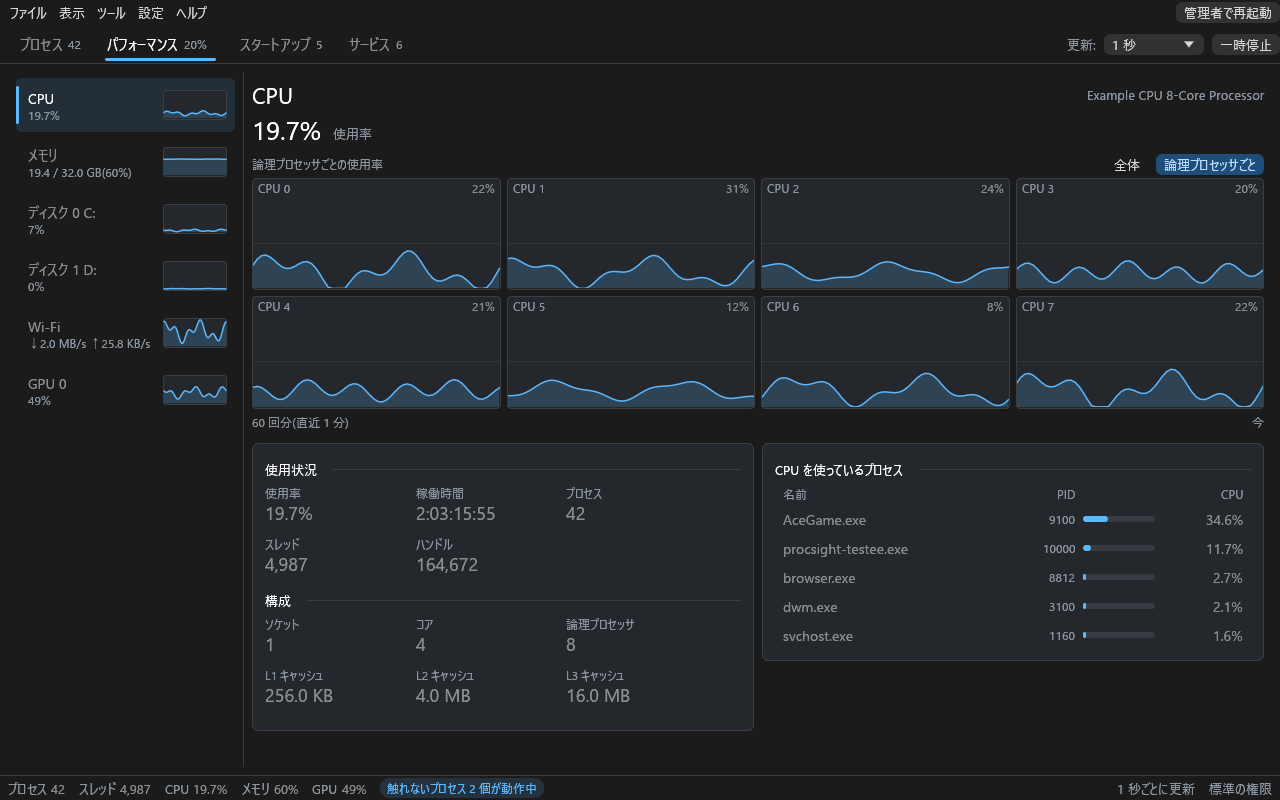 ファイル 表示 ツール 設定 ヘルプ 管理者で再起動
プロセス 42 パフォーマンス 20% スタートアップ 5 サービス 6 更新: 1 秒 一時停止
CPU
19.7%
メモリ
19.4 / 32.0 GB(60%)
ディスク 0 C:
7%
ディスク 1 D:
0%
Wi-Fi
↓2.0 MB/s ↑25.8 KB/s
GPU 0
49%
CPU Example CPU 8-Core Processor
19.7% 使用率
論理プロセッサごとの使用率 全体 論理プロセッサごと
CPU 0 22% CPU 1 31% CPU 2 24% CPU 3 20%
CPU 4 21% CPU 5 12% CPU 6 8% CPU 7 22%
60 回分(直近 1 分) 今
使用状況
使用率 稼働時間 プロセス
19.7% 2:03:15:55 42
スレッド ハンドル
4,987 164,672
構成
ソケット コア 論理プロセッサ
1 4 8
L1 キャッシュ L2 キャッシュ L3 キャッシュ
256.0 KB 4.0 MB 16.0 MB
CPU を使っているプロセス
名前 PID CPU
AceGame.exe 9100 34.6%
procsight-testee.exe 10000 11.7%
browser.exe 8812 2.7%
dwm.exe 3100 2.1%
svchost.exe 1160 1.6%
プロセス 42 スレッド 4,987 CPU 19.7% メモリ 60% GPU 49% 触れないプロセス 2 個が動作中 1 秒ごとに更新 標準の権限